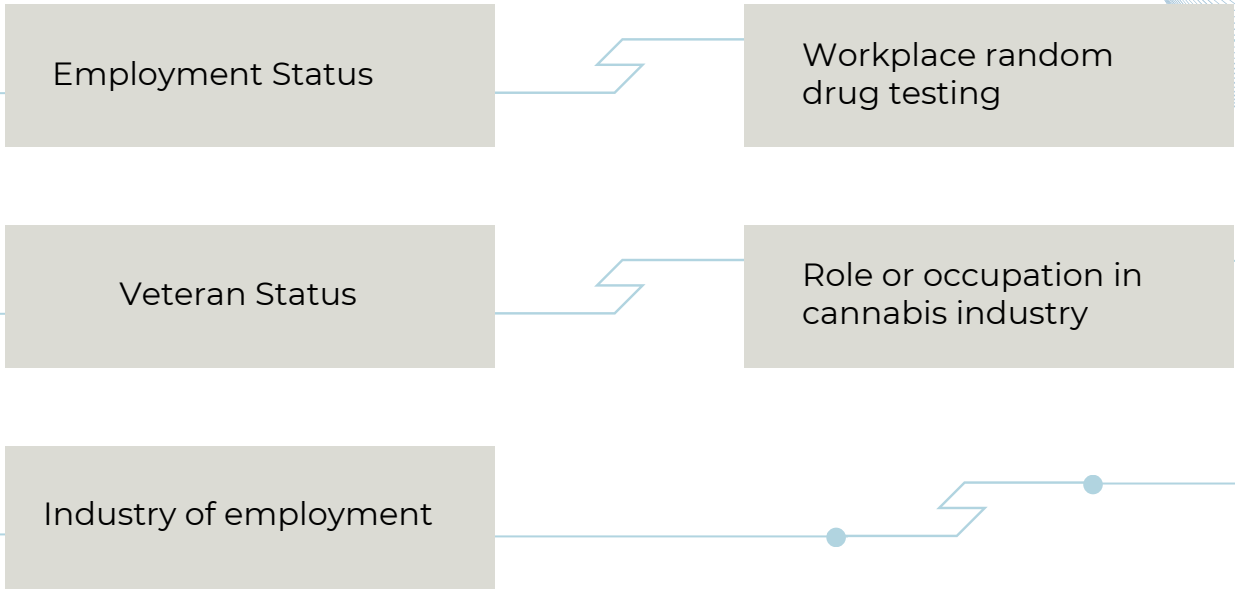 Employment Status
Workplace random
drug testing
Veteran Status
Role or occupation in
cannabis industry
Industry of employment